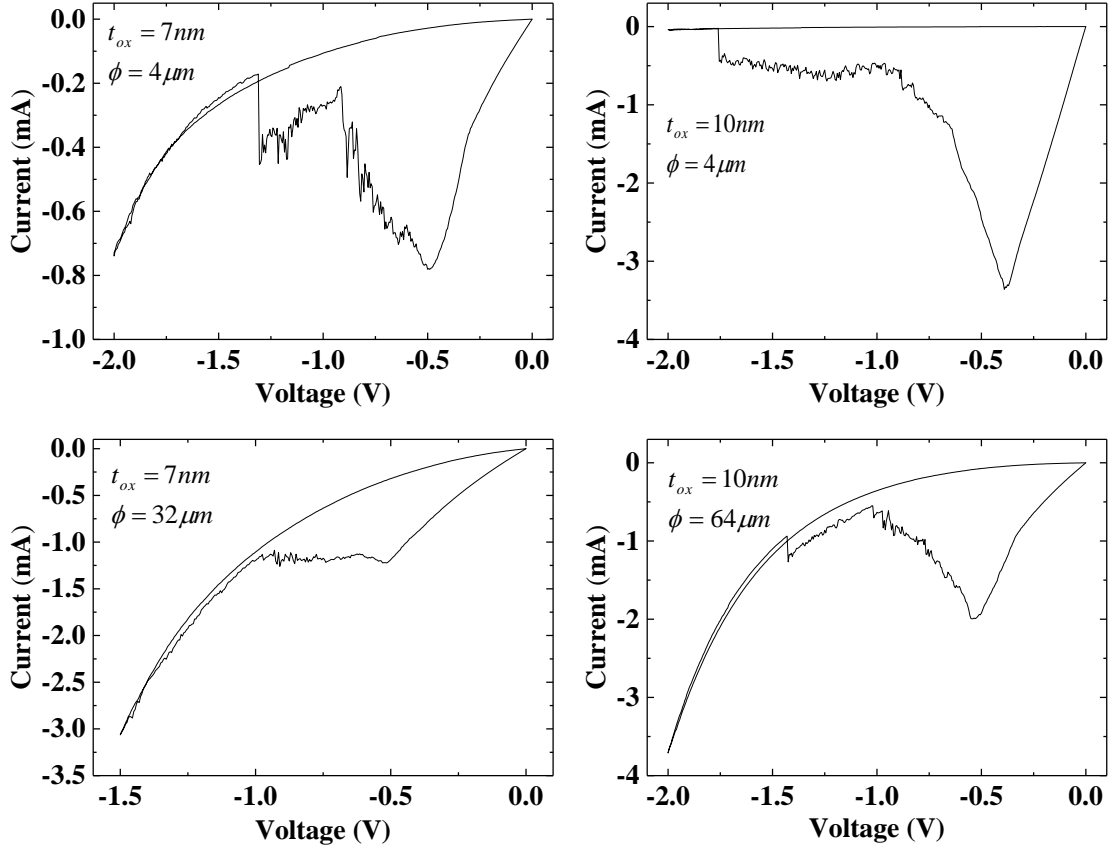 0.0
-0.2
-0.4
-0.6
-0.8
-1.0
Current (mA)
t_ox = 7nm
ϕ = 4μm
-2.0 -1.5 -1.0 -0.5 0.0
Voltage (V)
0
-1
-2
-3
-4
Current (mA)
t_ox = 10nm
ϕ = 4μm
-2.0 -1.5 -1.0 -0.5 0.0
Voltage (V)
0.0
-0.5
-1.0
-1.5
-2.0
-2.5
-3.0
-3.5
Current (mA)
t_ox = 7nm
ϕ = 32μm
-1.5 -1.0 -0.5 0.0
Voltage (V)
0
-1
-2
-3
-4
Current (mA)
t_ox = 10nm
ϕ = 64μm
-2.0 -1.5 -1.0 -0.5 0.0
Voltage (V)